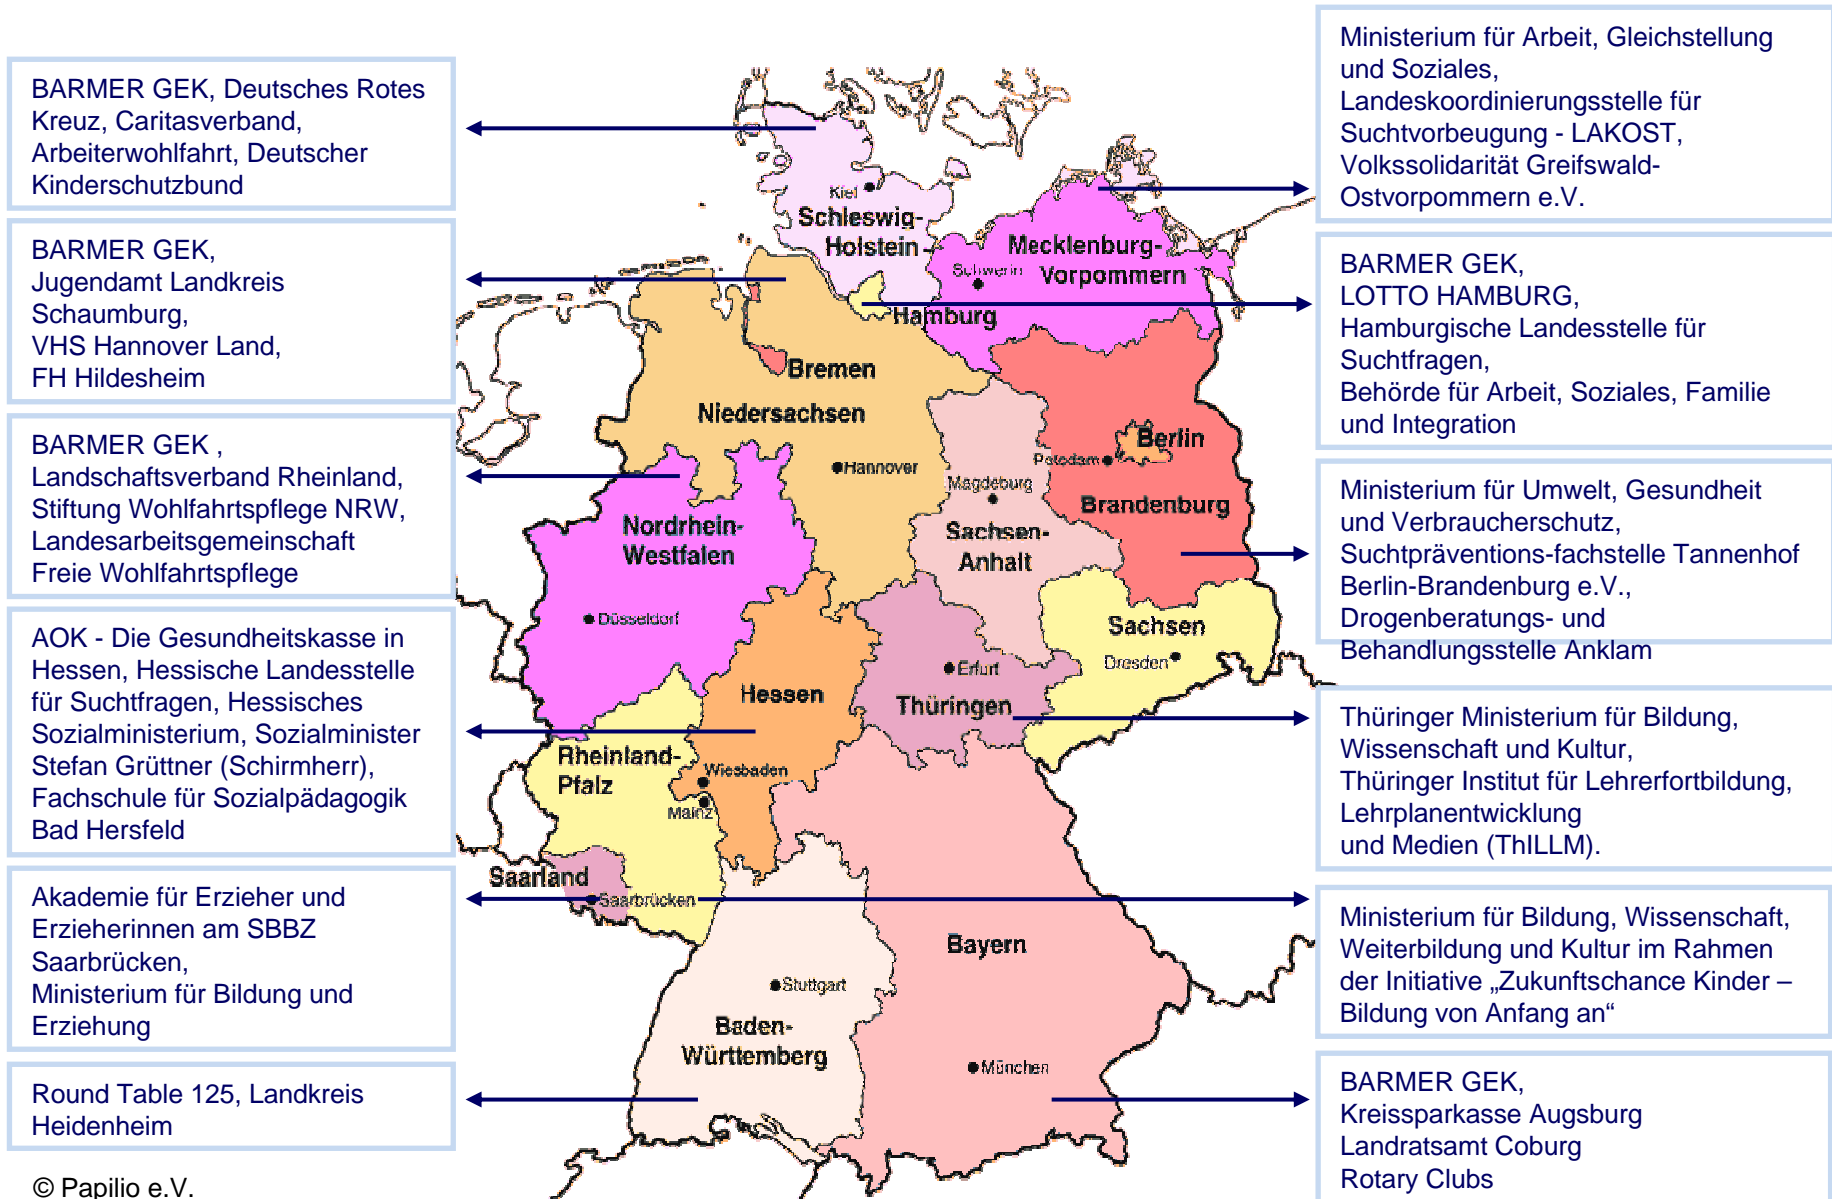 BARMER GEK, Deutsches Rotes
Kreuz, Caritasverband,
Arbeiterwohlfahrt, Deutscher
Kinderschutzbund
BARMER GEK,
Jugendamt Landkreis
Schaumburg,
VHS Hannover Land,
FH Hildesheim
BARMER GEK ,
Landschaftsverband Rheinland,
Stiftung Wohlfahrtspflege NRW,
Landesarbeitsgemeinschaft
Freie Wohlfahrtspflege
AOK - Die Gesundheitskasse in
Hessen, Hessische Landesstelle
für Suchtfragen, Hessisches
Sozialministerium, Sozialminister
Stefan Grüttner (Schirmherr),
Fachschule für Sozialpädagogik
Bad Hersfeld
Akademie für Erzieher und
Erzieherinnen am SBBZ
Saarbrücken,
Ministerium für Bildung und
Erziehung
Round Table 125, Landkreis
Heidenheim
© Papilio e.V.
Kiel
Schleswig-
Holstein
Mecklenburg-
Vorpommern
Schwerin
Hamburg
Bremen
Niedersachsen
Hannover
Berlin
Potsdam
Brandenburg
Magdeburg
Sachsen-
Anhalt
Nordrhein-
Westfalen
Düsseldorf
Sachsen
Dresden
Erfurt
Thüringen
Hessen
Rheinland-
Pfalz
Wiesbaden
Mainz
Saarland
Saarbrücken
Bayern
Stuttgart
Baden-
Württemberg
München
Ministerium für Arbeit, Gleichstellung
und Soziales,
Landeskoordinierungsstelle für
Suchtvorbeugung - LAKOST,
Volkssolidarität Greifswald-
Ostvorpommern e.V.
BARMER GEK,
LOTTO HAMBURG,
Hamburgische Landesstelle für
Suchtfragen,
Behörde für Arbeit, Soziales, Familie
und Integration
Ministerium für Umwelt, Gesundheit
und Verbraucherschutz,
Suchtpräventions-fachstelle Tannenhof
Berlin-Brandenburg e.V.,
Drogenberatungs- und
Behandlungsstelle Anklam
Thüringer Ministerium für Bildung,
Wissenschaft und Kultur,
Thüringer Institut für Lehrerfortbildung,
Lehrplanentwicklung
und Medien (ThILLM).
Ministerium für Bildung, Wissenschaft,
Weiterbildung und Kultur im Rahmen
der Initiative „Zukunftschance Kinder –
Bildung von Anfang an“
BARMER GEK,
Kreissparkasse Augsburg
Landratsamt Coburg
Rotary Clubs